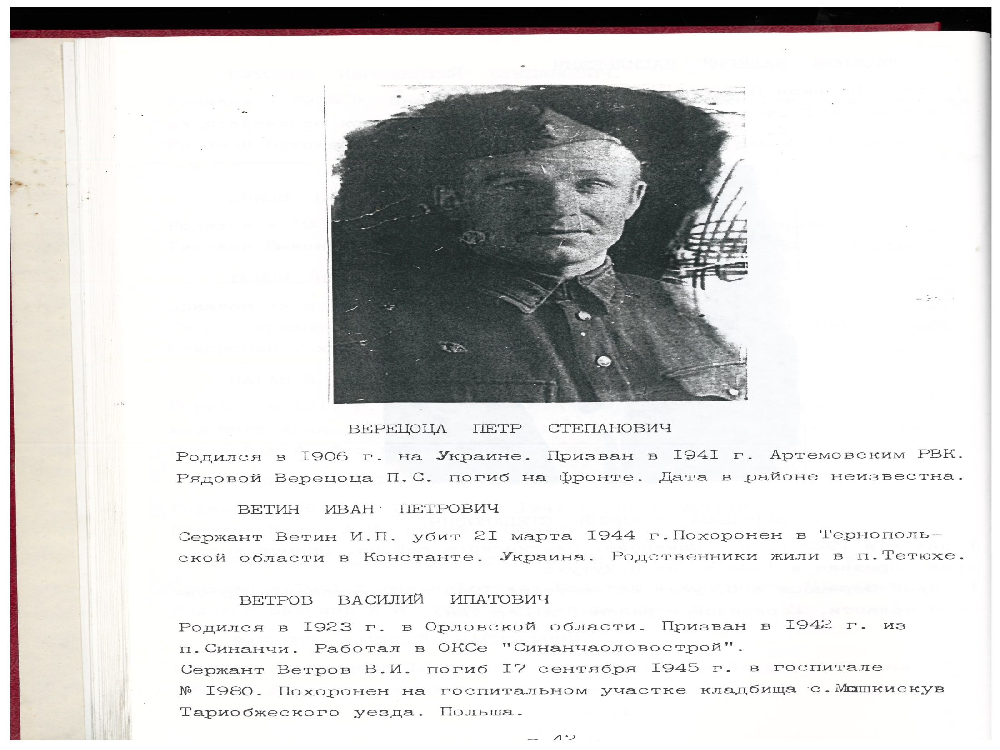 ВЕРЕЦОЦА ПЕТР СТЕПАНОВИЧ
Родился в 1906 г. на Украине. Призван в 1941 г. Артемовским РВК.
Рядовой Верецоца П.С. погиб на фронте. Дата в районе неизвестна.
ВЕТИН ИВАН ПЕТРОВИЧ
Сержант Ветин И.П. убит 21 марта 1944 г.Похоронен в Тернополь-
ской области в Константе. Украина. Родственники жили в п.Тетюхе.
ВЕТРОВ ВАСИЛИЙ ИПАТОВИЧ
Родился в 1923 г. в Орловской области. Призван в 1942 г. из
п.Синанчи. Работал в ОКСе "Синанчаоловострой".
Сержант Ветров В.И. погиб 17 сентября 1945 г. в госпитале
№ 1980. Похоронен на госпитальном участке кладбища с.Машкискув
Тариобжеского уезда. Польша.
- 42 -